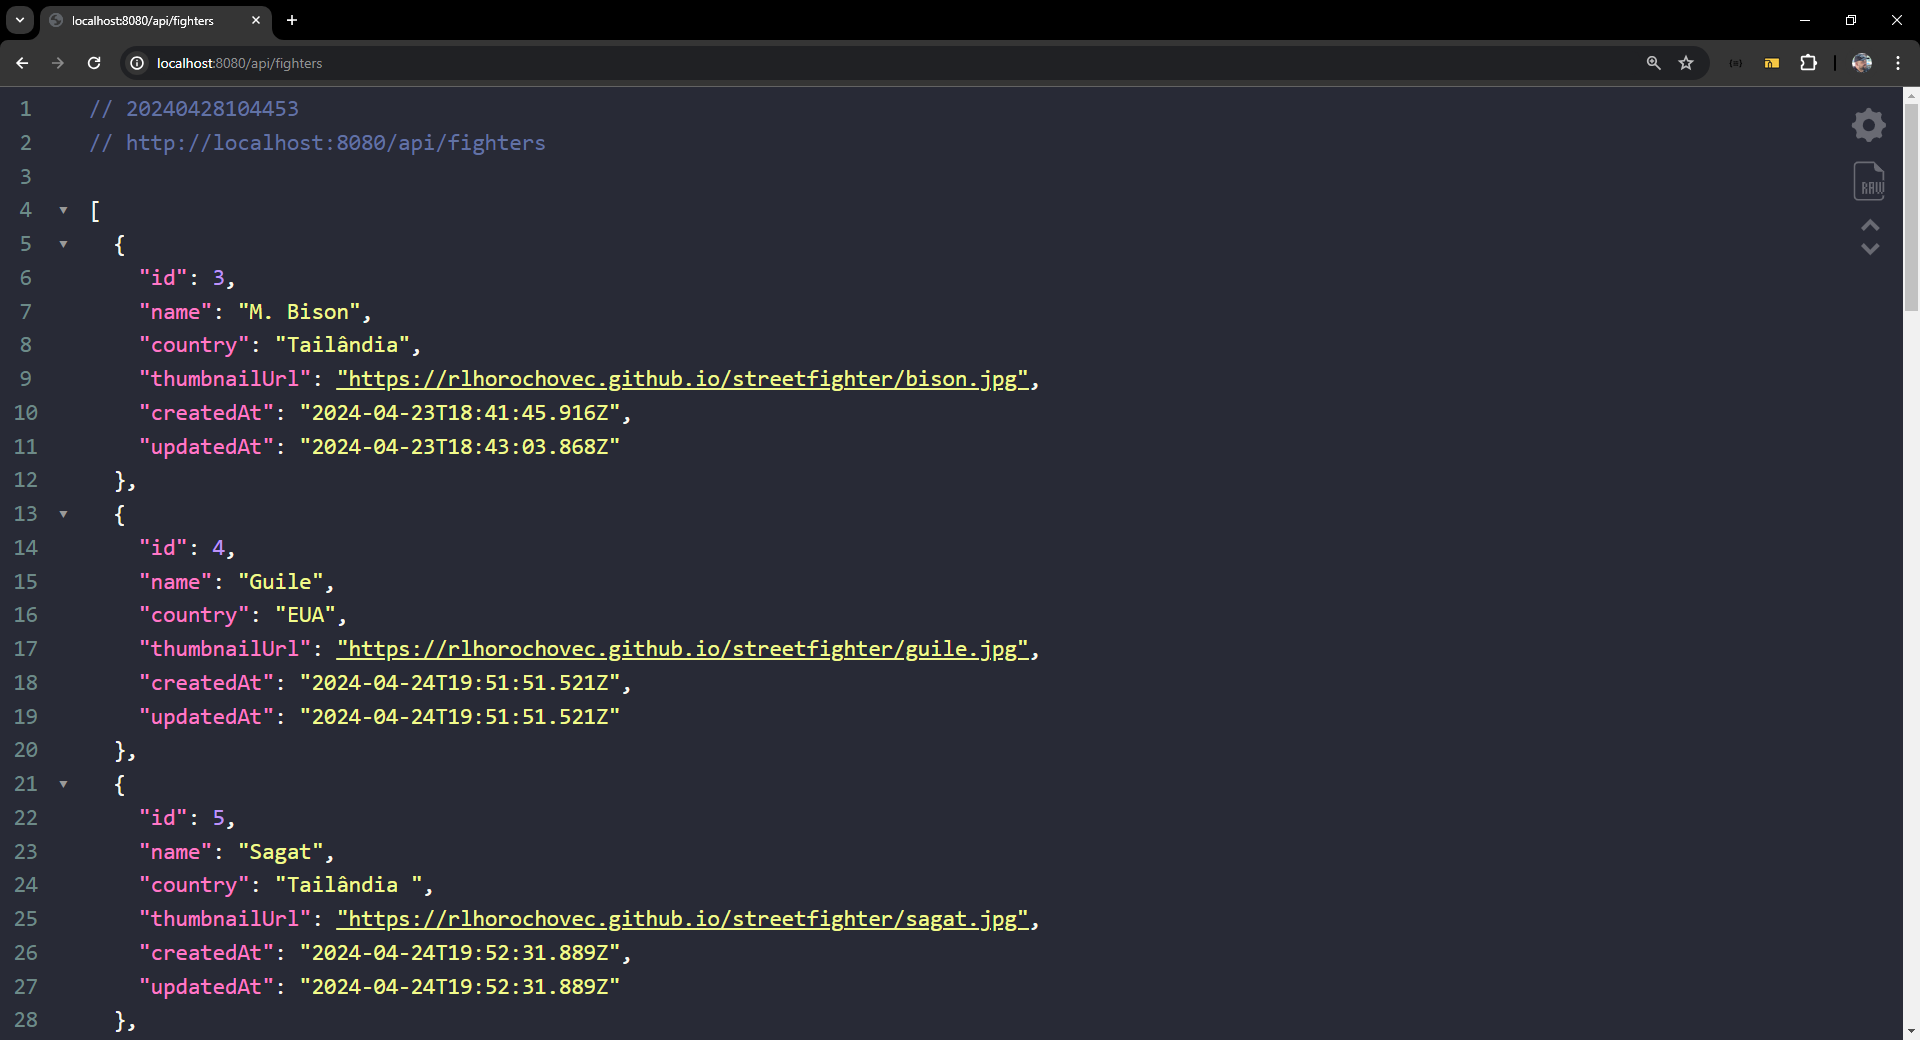 localhost:8080/api/fighters
localhost:8080/api/fighters
1 // 20240428104453
2 // http://localhost:8080/api/fighters
3
4 [
5 {
6 "id": 3,
7 "name": "M. Bison",
8 "country": "Tailândia",
9 "thumbnailUrl": "https://rlhorochovec.github.io/streetfighter/bison.jpg",
10 "createdAt": "2024-04-23T18:41:45.916Z",
11 "updatedAt": "2024-04-23T18:43:03.868Z"
12 },
13 {
14 "id": 4,
15 "name": "Guile",
16 "country": "EUA",
17 "thumbnailUrl": "https://rlhorochovec.github.io/streetfighter/guile.jpg",
18 "createdAt": "2024-04-24T19:51:51.521Z",
19 "updatedAt": "2024-04-24T19:51:51.521Z"
20 },
21 {
22 "id": 5,
23 "name": "Sagat",
24 "country": "Tailândia ",
25 "thumbnailUrl": "https://rlhorochovec.github.io/streetfighter/sagat.jpg",
26 "createdAt": "2024-04-24T19:52:31.889Z",
27 "updatedAt": "2024-04-24T19:52:31.889Z"
28 },
RAW